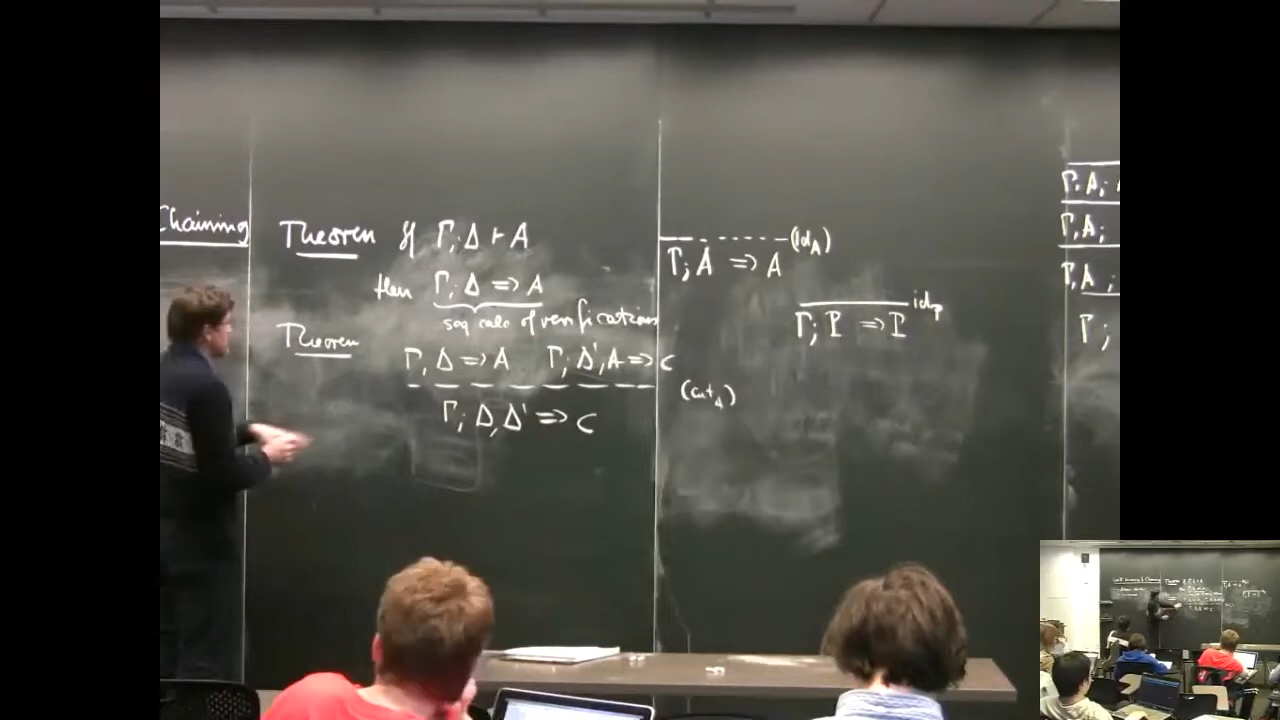 Chaining
Theorem If Γ; Δ ⊢ A
then Γ; Δ ⟹ A
seq calc of verifications
Theorem
Γ, Δ ⟹ A Γ; Δ', A ⟹ C
(cut_A)
Γ; Δ, Δ' ⟹ C
(id_A)
Γ; A ⟹ A
id_P
Γ; P ⟹ P
Γ, A;
Γ, A;
Γ, A ;
Γ ;